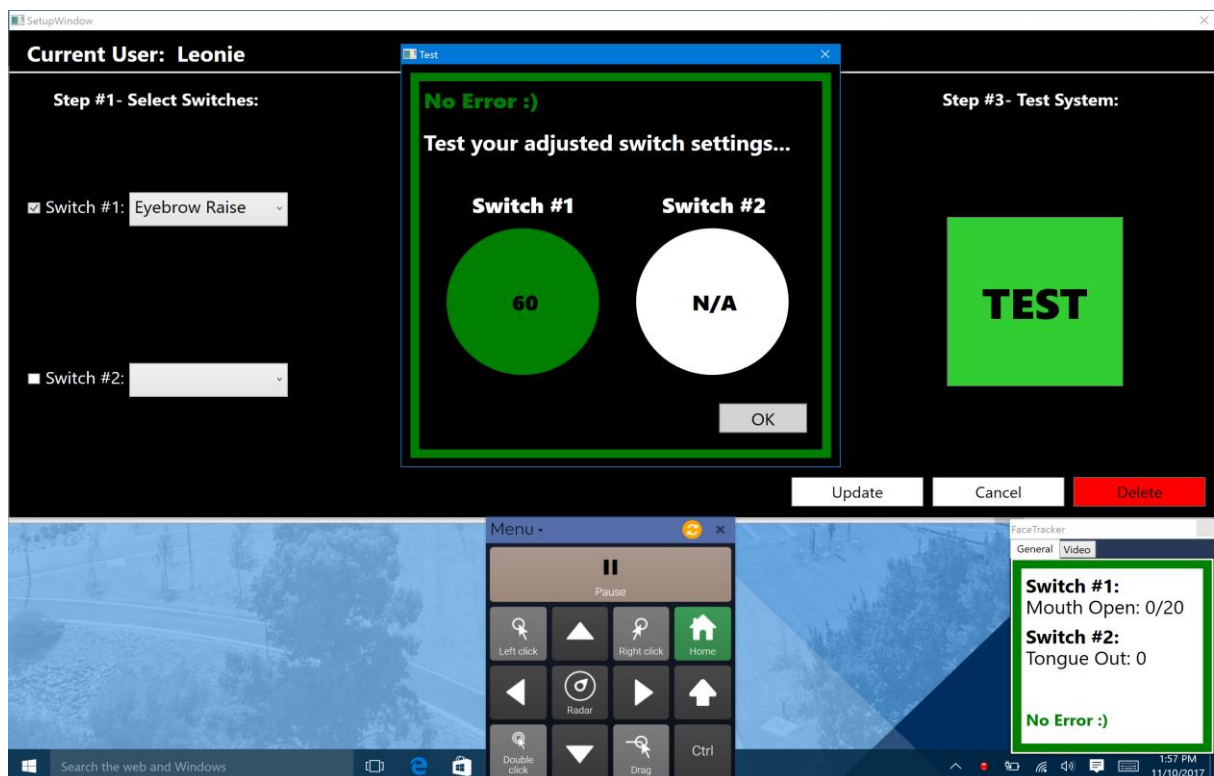 SetupWindow
Current User: Leonie
Step #1- Select Switches:
Switch #1: Eyebrow Raise
Switch #2:
Test
No Error :)
Test your adjusted switch settings...
Switch #1 Switch #2
60 N/A
OK
Step #3- Test System:
TEST
Update Cancel Delete
Menu
Pause
Left click Right click Home
Radar
Double click Drag Ctrl
FaceTracker
General Video
Switch #1:
Mouth Open: 0/20
Switch #2:
Tongue Out: 0
No Error :)
Search the web and Windows
1:57 PM
11/10/2017